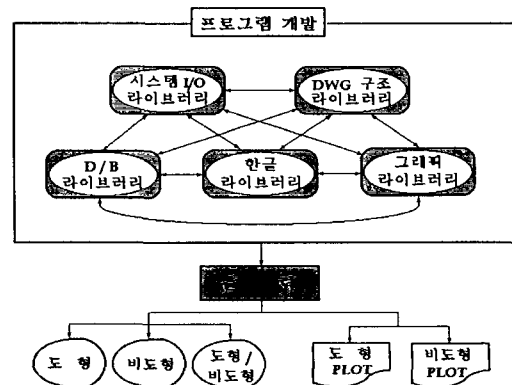 프로그램 개발
시스템 I/O
라이브러리
DWG 구조
라이브러리
D/B
라이브러리
한글
라이브러리
그래픽
라이브러리
도 형
비도형
도형/
비도형
도 형
PLOT
비도형
PLOT